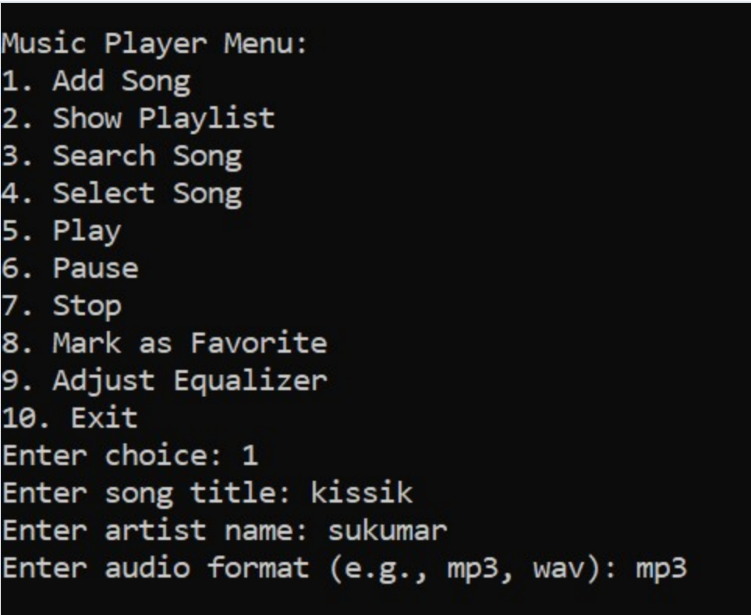 Music Player Menu:
1. Add Song
2. Show Playlist
3. Search Song
4. Select Song
5. Play
6. Pause
7. Stop
8. Mark as Favorite
9. Adjust Equalizer
10. Exit
Enter choice: 1
Enter song title: kissik
Enter artist name: sukumar
Enter audio format (e.g., mp3, wav): mp3